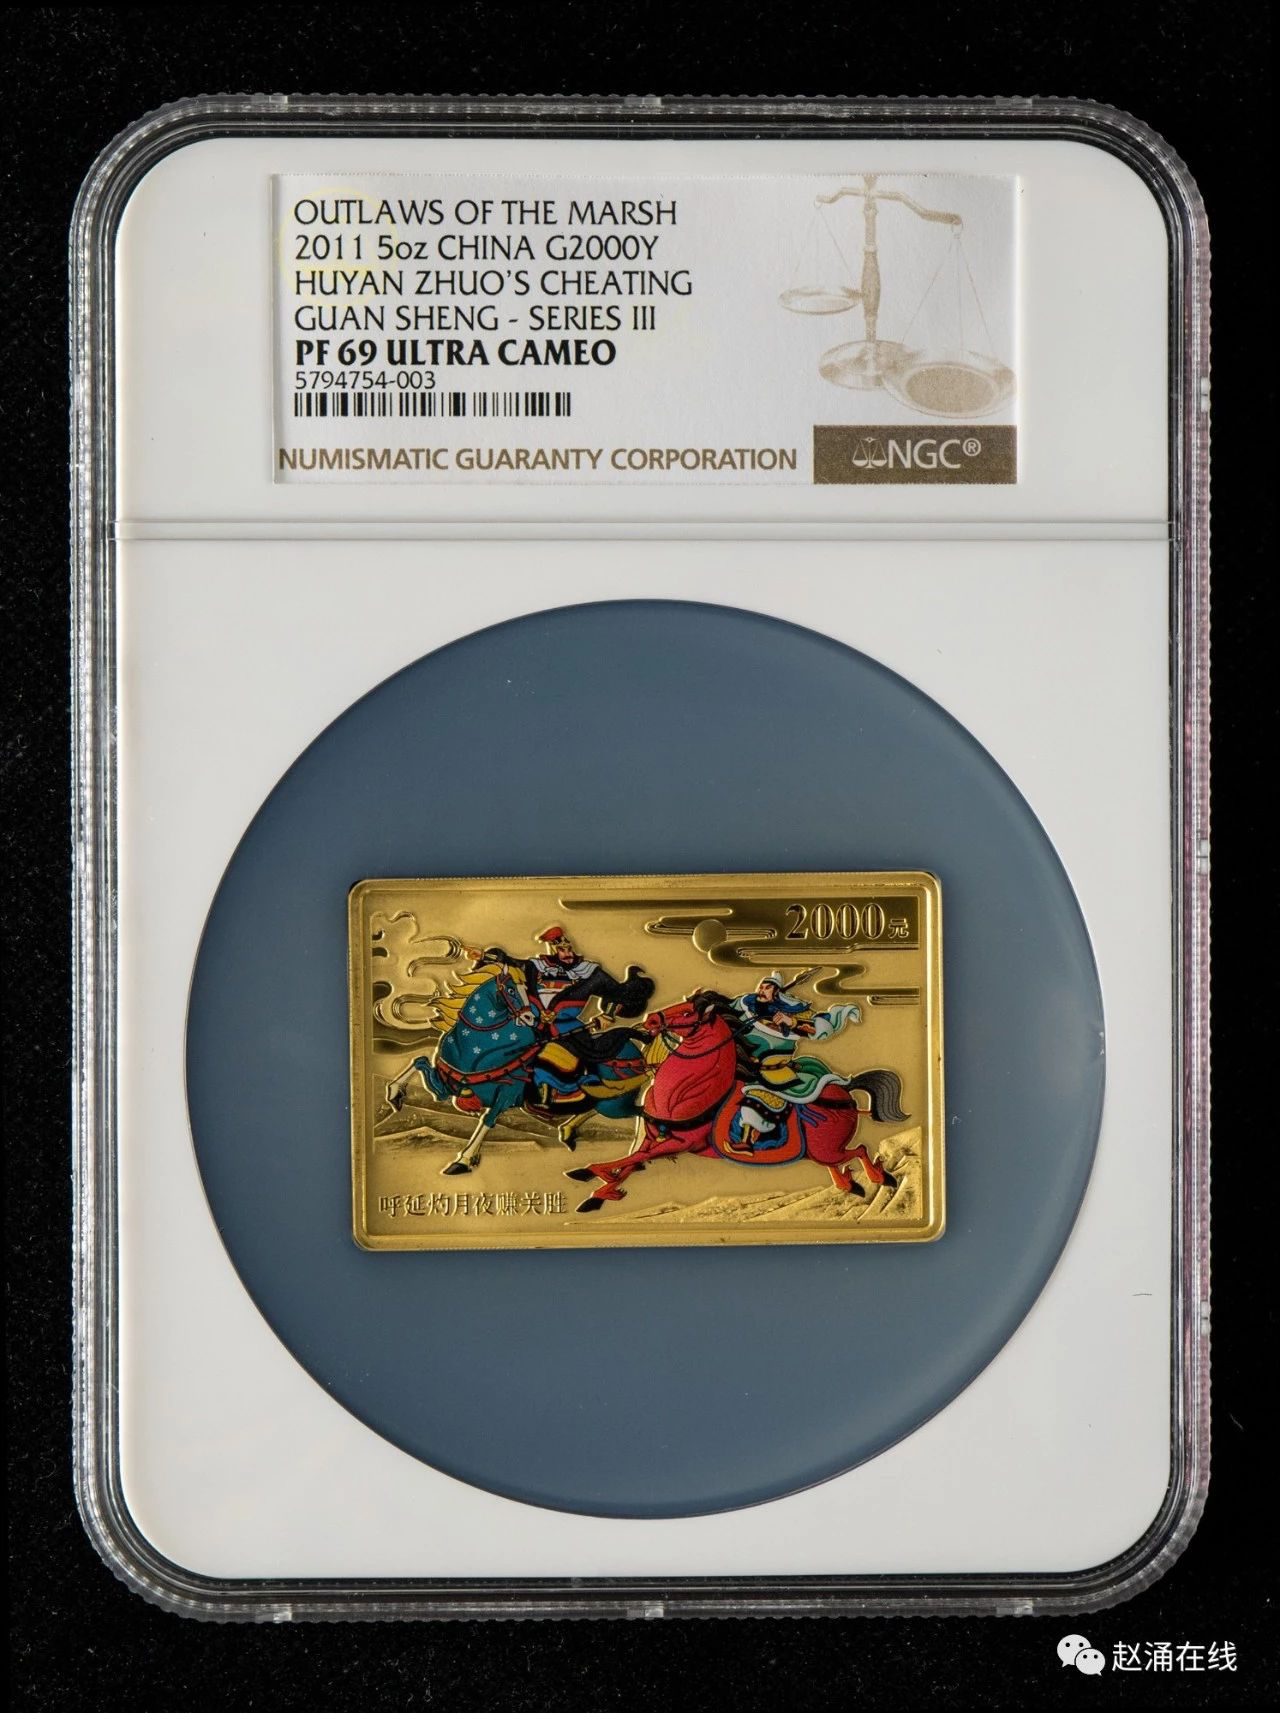 OUTLAWS OF THE MARSH
2011 5oz CHINA G2000Y
HUYAN ZHUO'S CHEATING
GUAN SHENG - SERIES III
PF 69 ULTRA CAMEO
5794754-003
NUMISMATIC GUARANTY CORPORATION
NGC®
2000元
呼延灼月夜赚关胜
赵涌在线